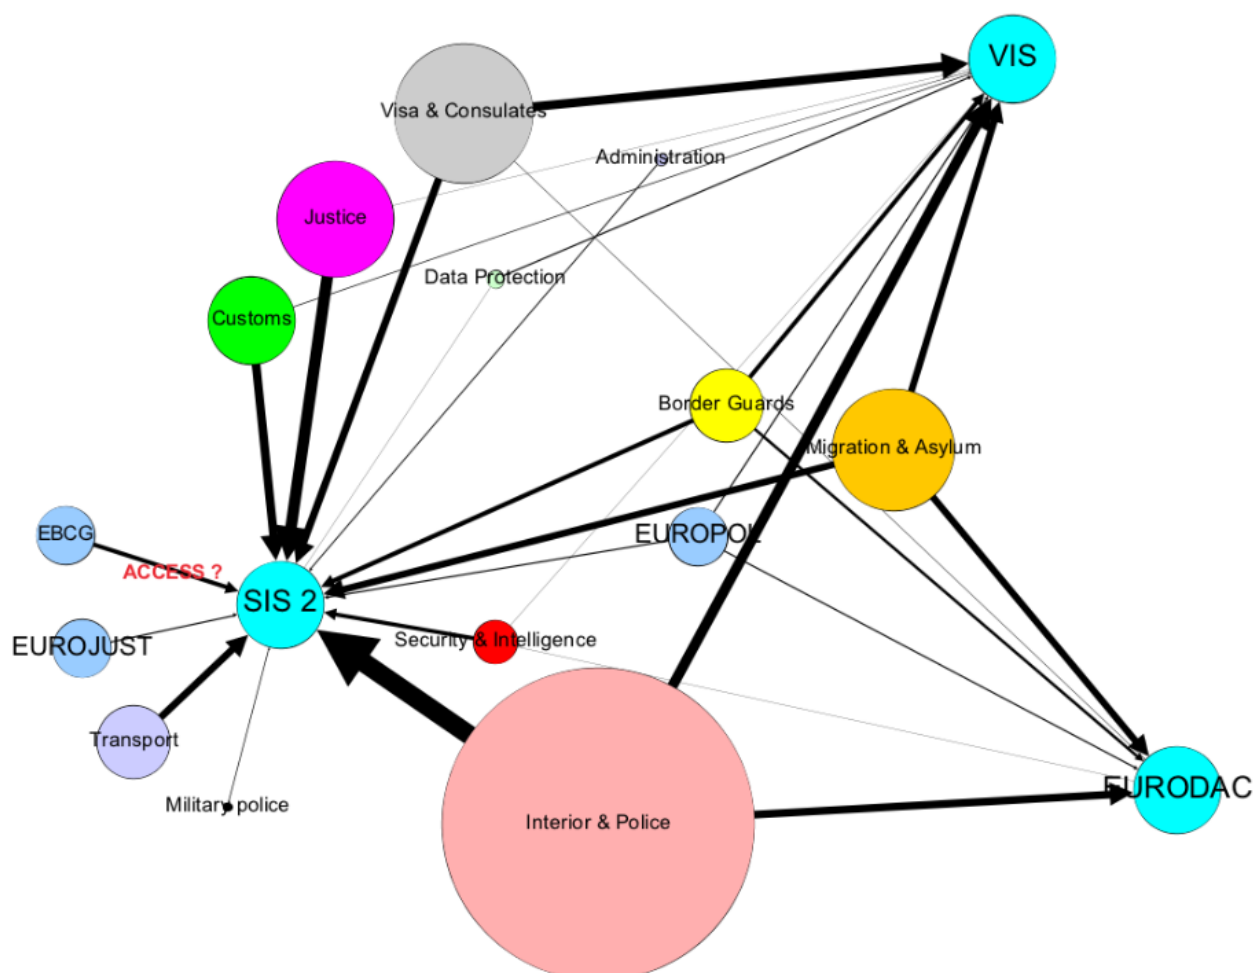 VIS
Visa & Consulates
Administration
Justice
Data Protection
Customs
Border Guards
Migration & Asylum
EBCG
EUROPOL
ACCESS ?
SIS 2
EUROJUST
Security & Intelligence
Transport
EURODAC
Military police
Interior & Police